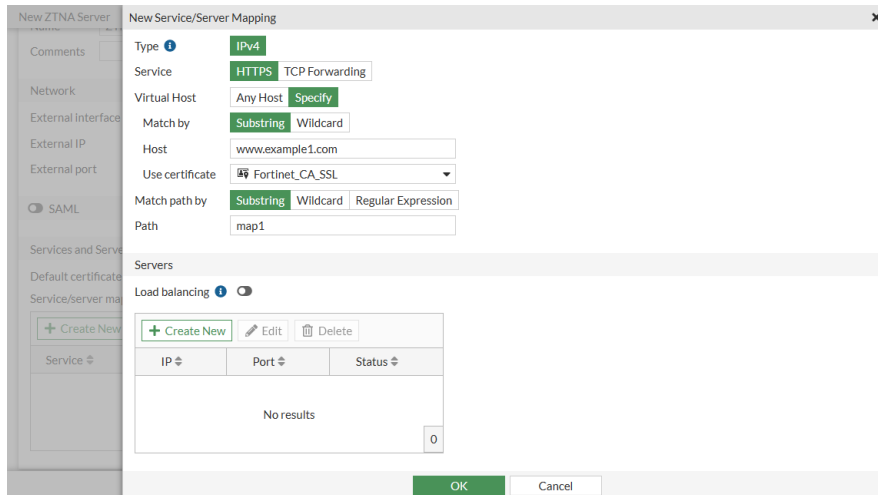 New ZTNA Server
Name
Comments
Network
External interface
External IP
External port
SAML
Services and Serve
Default certificate
Service/server ma
Create New
Service
New Service/Server Mapping
Type
IPv4
Service
HTTPS TCP Forwarding
Virtual Host
Any Host Specify
Match by
Substring Wildcard
Host
www.example1.com
Use certificate
Fortinet_CA_SSL
Match path by
Substring Wildcard Regular Expression
Path
map1
Servers
Load balancing
Create New Edit Delete
IP Port Status
No results
0
OK Cancel